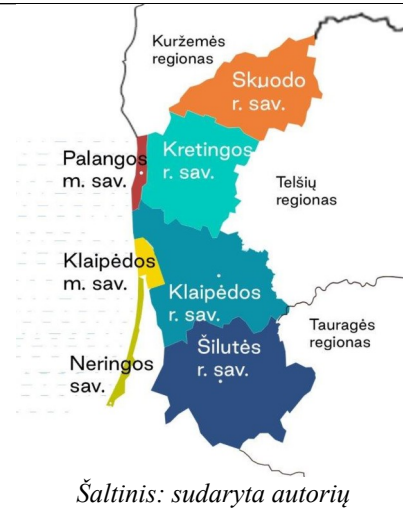 Kuržemės
regionas
Skuodo
r. sav.
Palangos
m. sav.
Kretingos
r. sav.
Telšių
regionas
Klaipėdos
m. sav.
Klaipėdos
r. sav.
Tauragės
regionas
Šilutės
r. sav.
Neringos
sav.
Šaltinis: sudaryta autorių